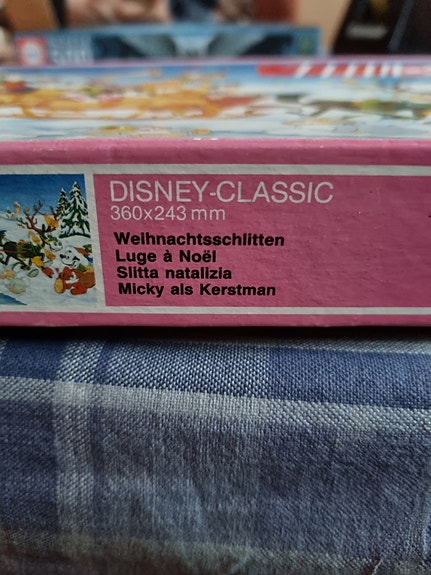 DISNEY-CLASSIC
360x243 mm
Weihnachtsschlitten
Luge à Noël
Slitta natalizia
Micky als Kerstman